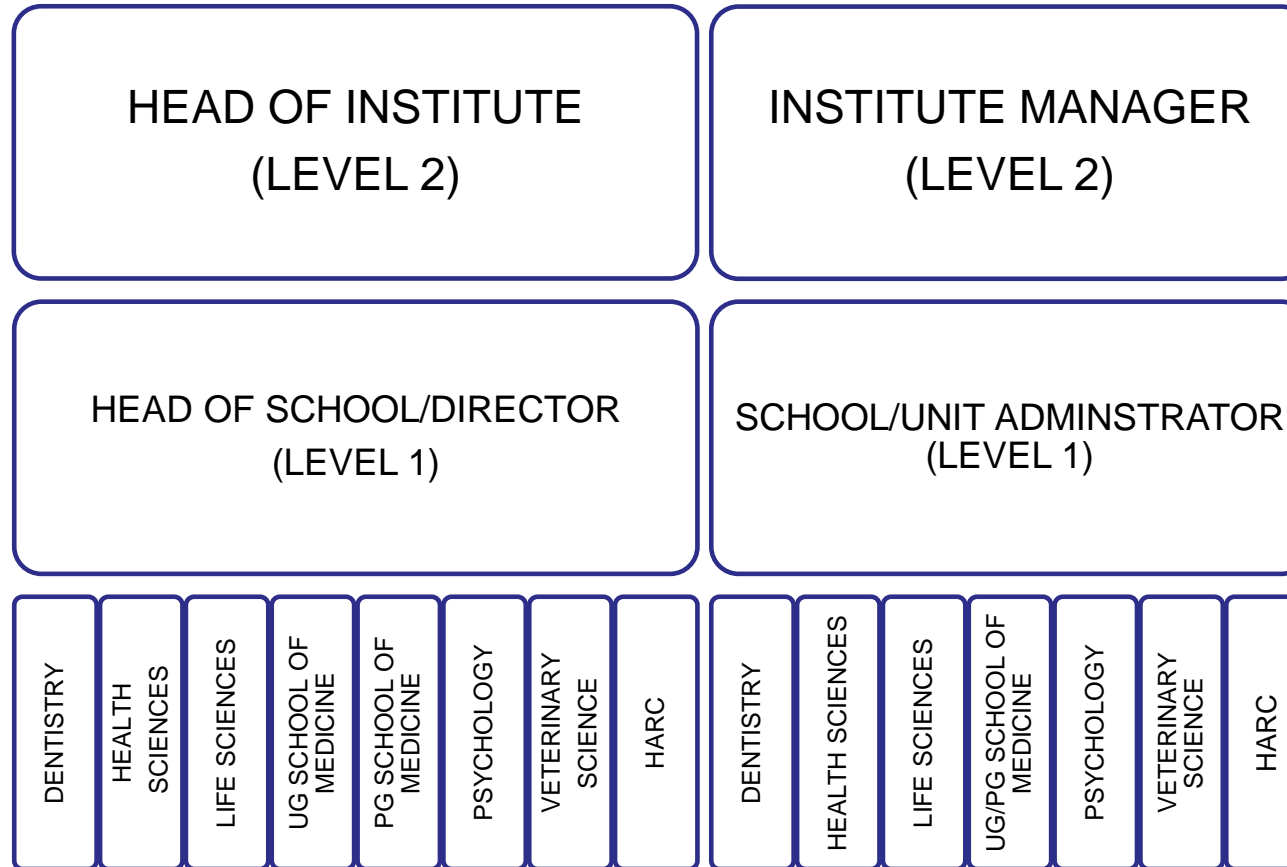 HEAD OF INSTITUTE
(LEVEL 2)
INSTITUTE MANAGER
(LEVEL 2)
HEAD OF SCHOOL/DIRECTOR
(LEVEL 1)
SCHOOL/UNIT ADMINSTRATOR
(LEVEL 1)
DENTISTRY
HEALTH
SCIENCES
LIFE SCIENCES
UG SCHOOL OF
MEDICINE
PG SCHOOL OF
MEDICINE
PSYCHOLOGY
VETERINARY
SCIENCE
HARC
DENTISTRY
HEALTH SCIENCES
LIFE SCIENCES
UG/PG SCHOOL OF
MEDICINE
PSYCHOLOGY
VETERINARY
SCIENCE
HARC